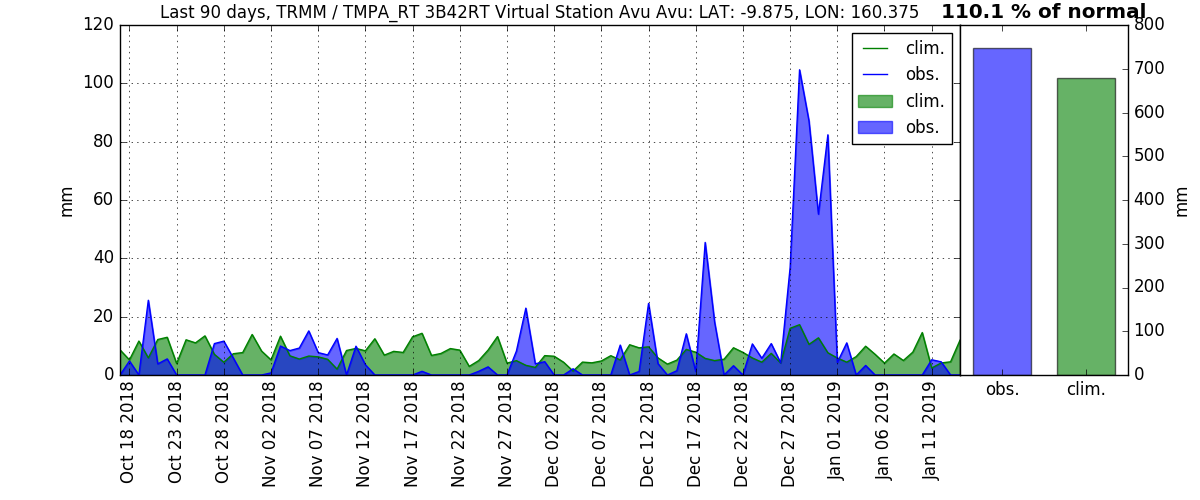 Last 90 days, TRMM / TMPA_RT 3B42RT Virtual Station Avu Avu: LAT: -9.875, LON: 160.375
110.1 % of normal
120
100
80
60
40
20
0
mm
clim.
obs.
clim.
obs.
800
700
600
500
400
300
200
100
0
mm
Oct 18 2018
Oct 23 2018
Oct 28 2018
Nov 02 2018
Nov 07 2018
Nov 12 2018
Nov 17 2018
Nov 22 2018
Nov 27 2018
Dec 02 2018
Dec 07 2018
Dec 12 2018
Dec 17 2018
Dec 22 2018
Dec 27 2018
Jan 01 2019
Jan 06 2019
Jan 11 2019
obs.
clim.